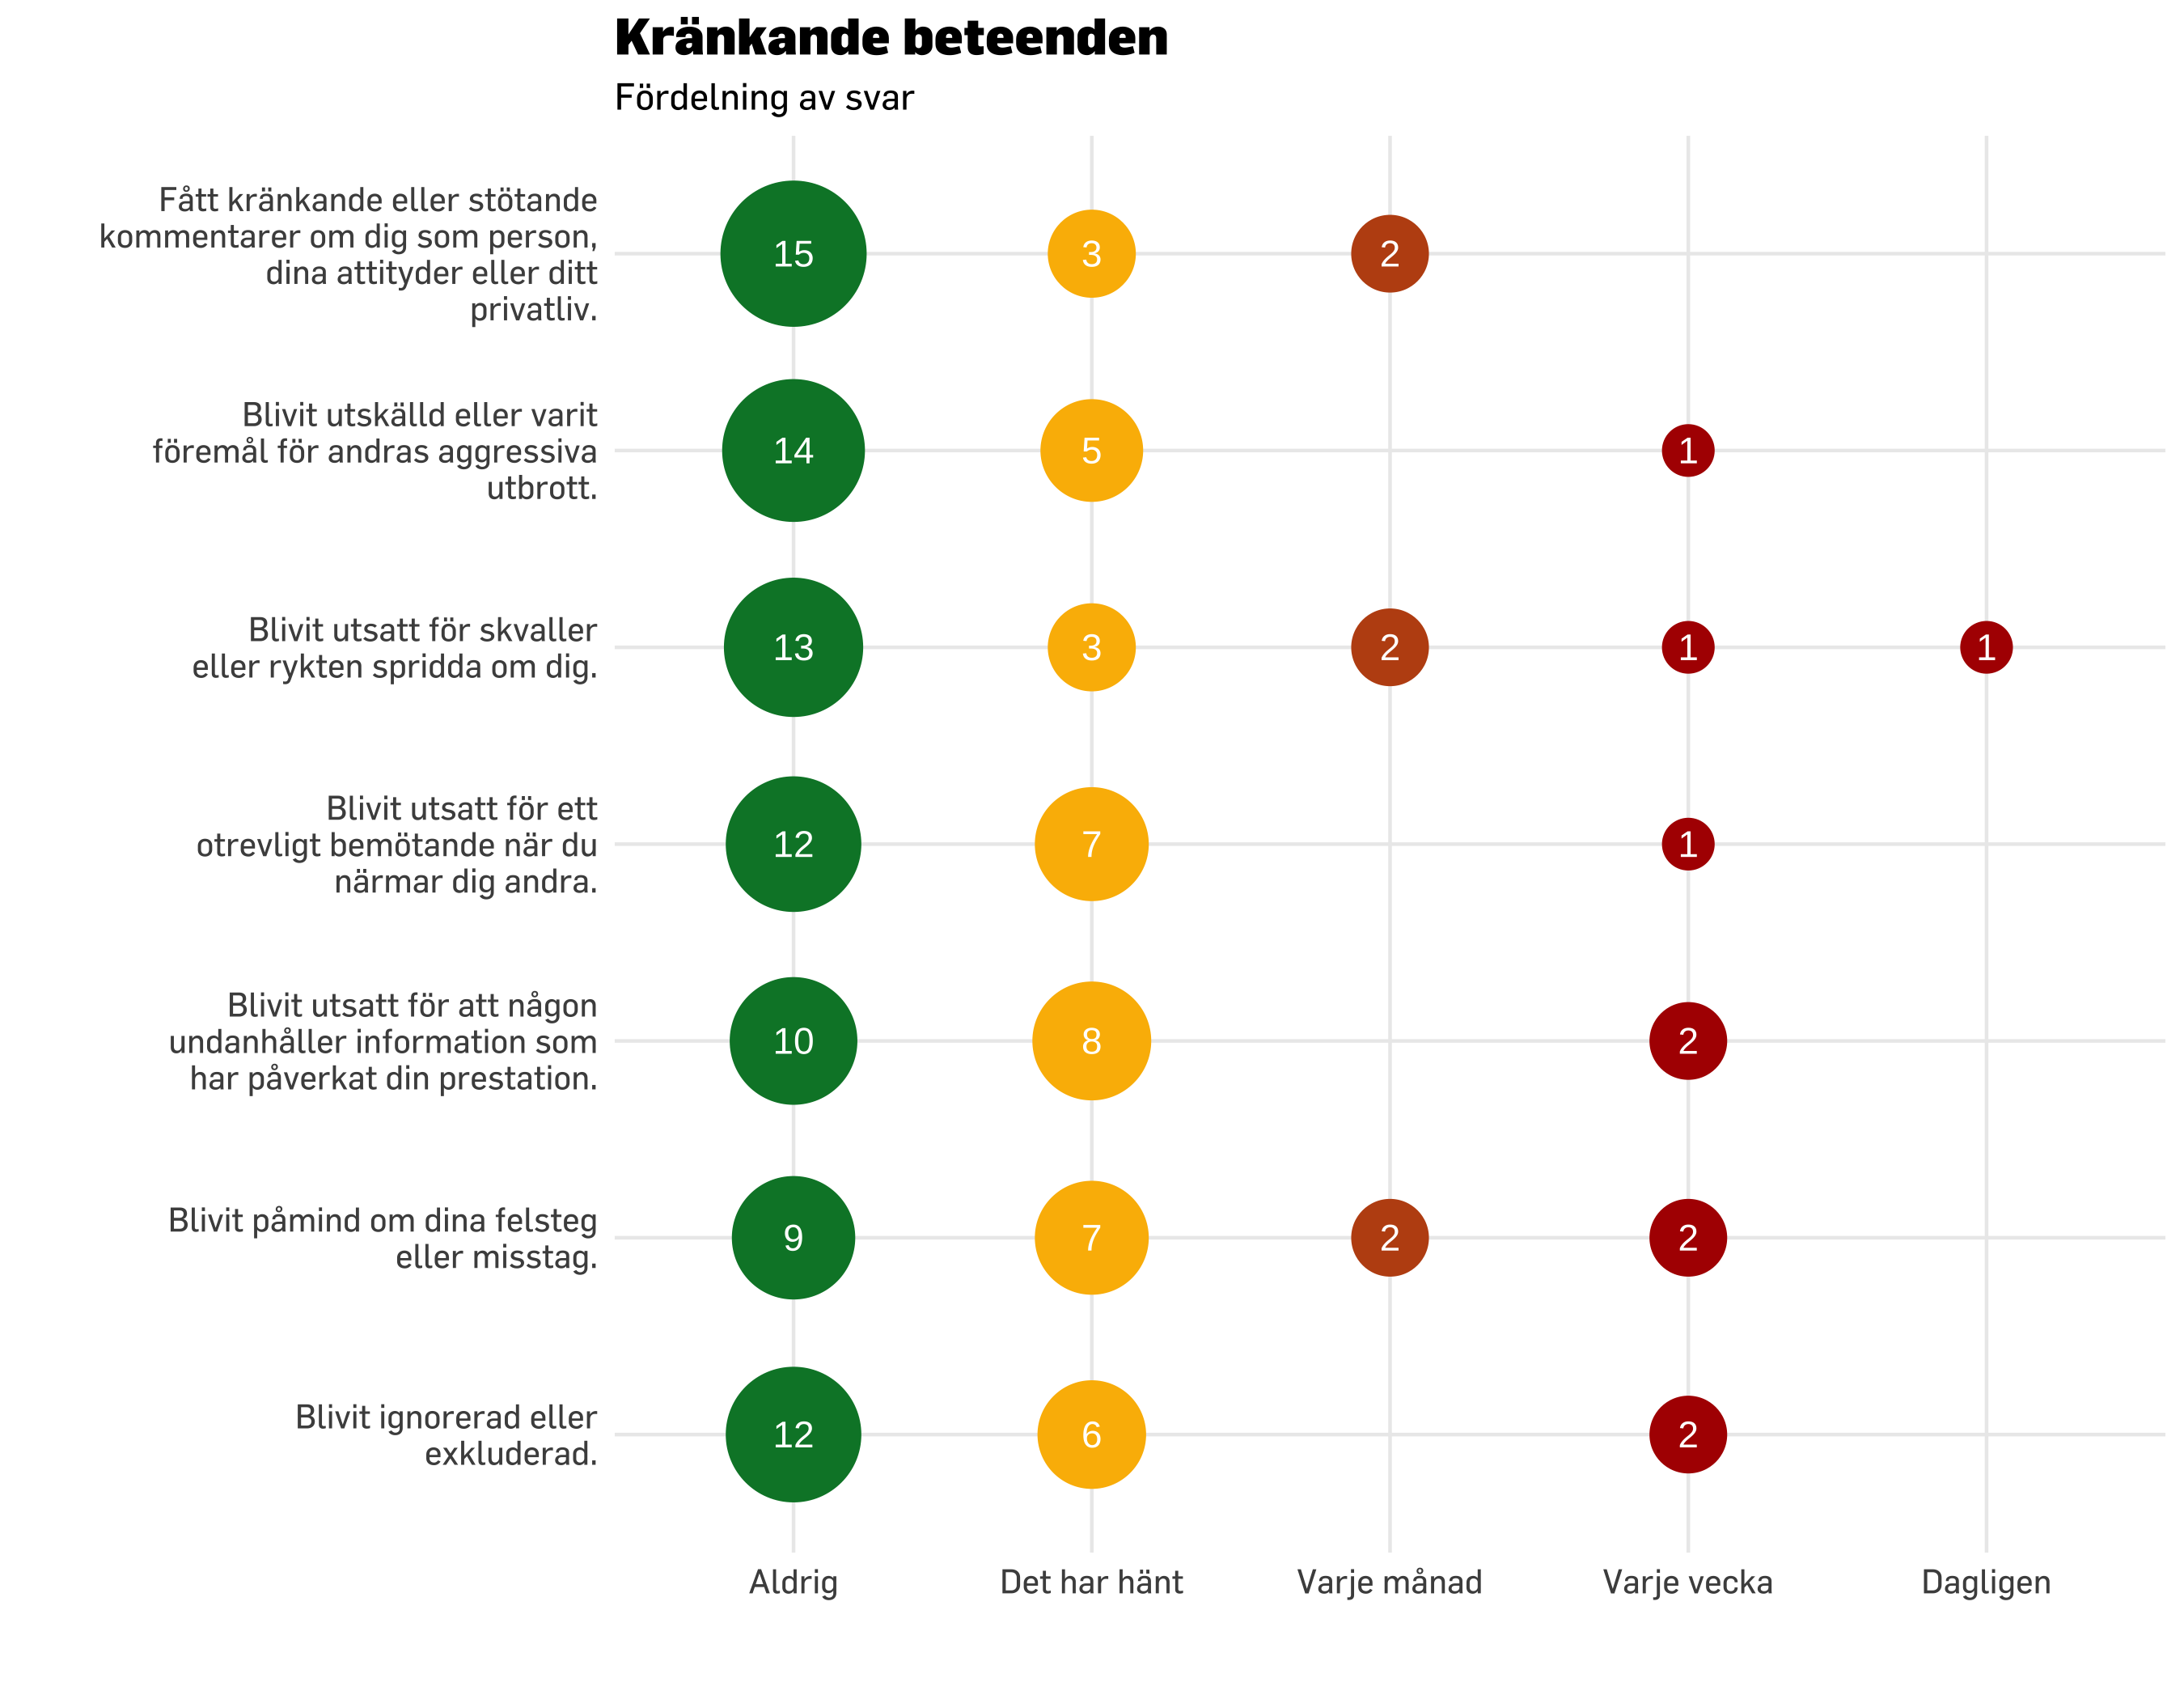 Kränkande beteenden
Fördelning av svar
Fått kränkande eller stötande
kommentarer om dig som person,
dina attityder eller ditt
privatliv.
15 3 2
Blivit utskälld eller varit
föremål för andras aggressiva
utbrott.
14 5 1
Blivit utsatt för skvaller
eller rykten spridda om dig.
13 3 2 1 1
Blivit utsatt för ett
otrevligt bemötande när du
närmar dig andra.
12 7 1
Blivit utsatt för att någon
undanhåller information som
har påverkat din prestation.
10 8 2
Blivit påmind om dina felsteg
eller misstag.
9 7 2 2
Blivit ignorerad eller
exkluderad.
12 6 2
Aldrig Det har hänt Varje månad Varje vecka Dagligen